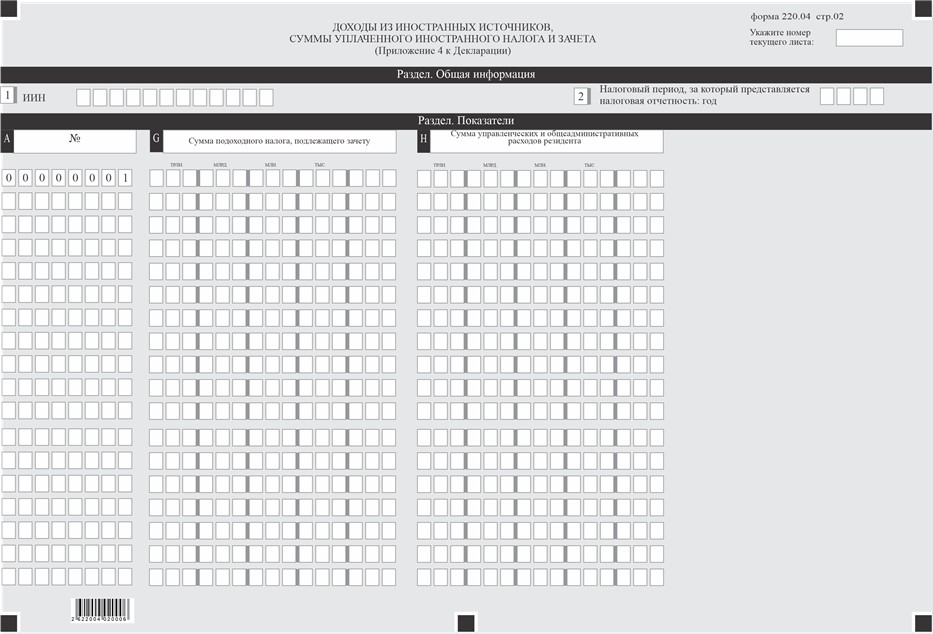 форма 220.04 стр.02
ДОХОДЫ ИЗ ИНОСТРАННЫХ ИСТОЧНИКОВ,
СУММЫ УПЛАЧЕННОГО ИНОСТРАННОГО НАЛОГА И ЗАЧЕТА
(Приложение 4 к Декларации)
Укажите номер
текущего листа:
Раздел. Общая информация
1 ИИН
2 Налоговый период, за который представляется
налоговая отчетность: год
Раздел. Показатели
A № G Сумма подоходного налога, подлежащего зачету H Сумма управленческих и общеадминистративных
расходов резидента
ТРЛН. МЛРД. МЛН. ТЫС. ТРЛН. МЛРД. МЛН. ТЫС.
0 0 0 0 0 0 0 1
2 622004 020006